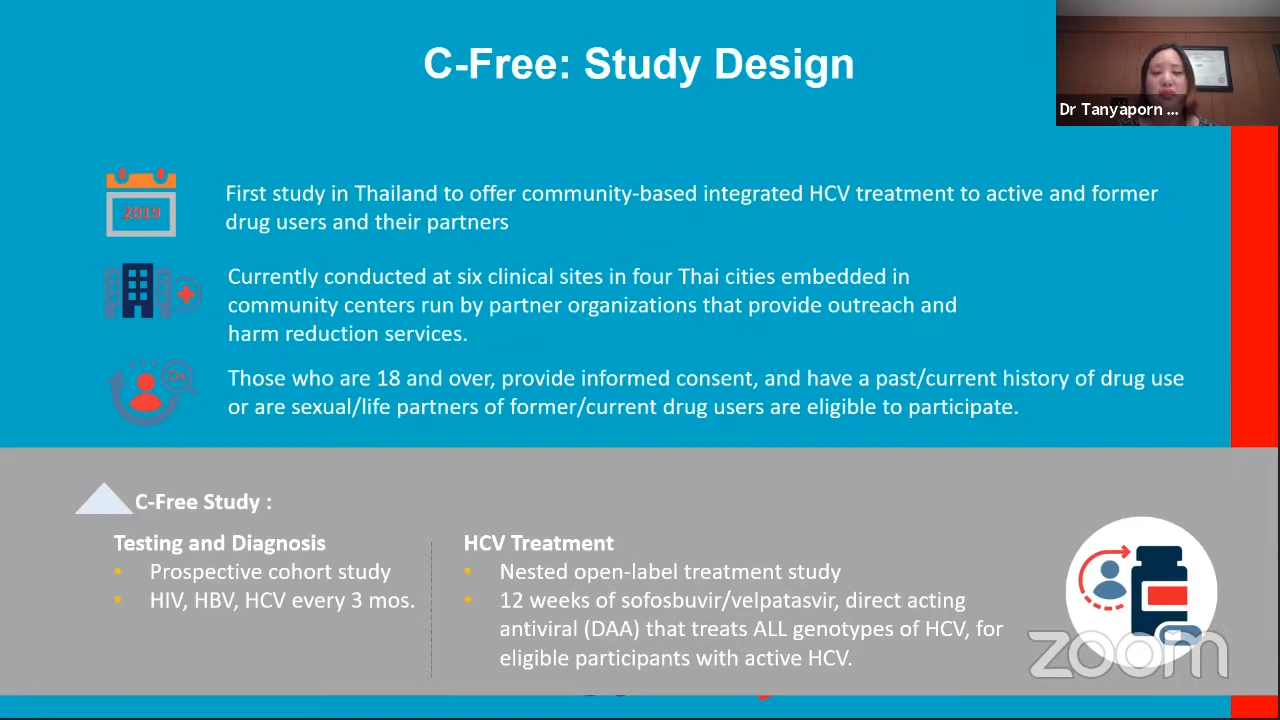 C-Free: Study Design
Dr Tanyaporn ...
2019
First study in Thailand to offer community-based integrated HCV treatment to active and former
drug users and their partners
Currently conducted at six clinical sites in four Thai cities embedded in
community centers run by partner organizations that provide outreach and
harm reduction services.
Those who are 18 and over, provide informed consent, and have a past/current history of drug use
or are sexual/life partners of former/current drug users are eligible to participate.
C-Free Study :
Testing and Diagnosis
• Prospective cohort study
• HIV, HBV, HCV every 3 mos.
HCV Treatment
• Nested open-label treatment study
• 12 weeks of sofosbuvir/velpatasvir, direct acting
antiviral (DAA) that treats ALL genotypes of HCV, for
eligible participants with active HCV.
zoom